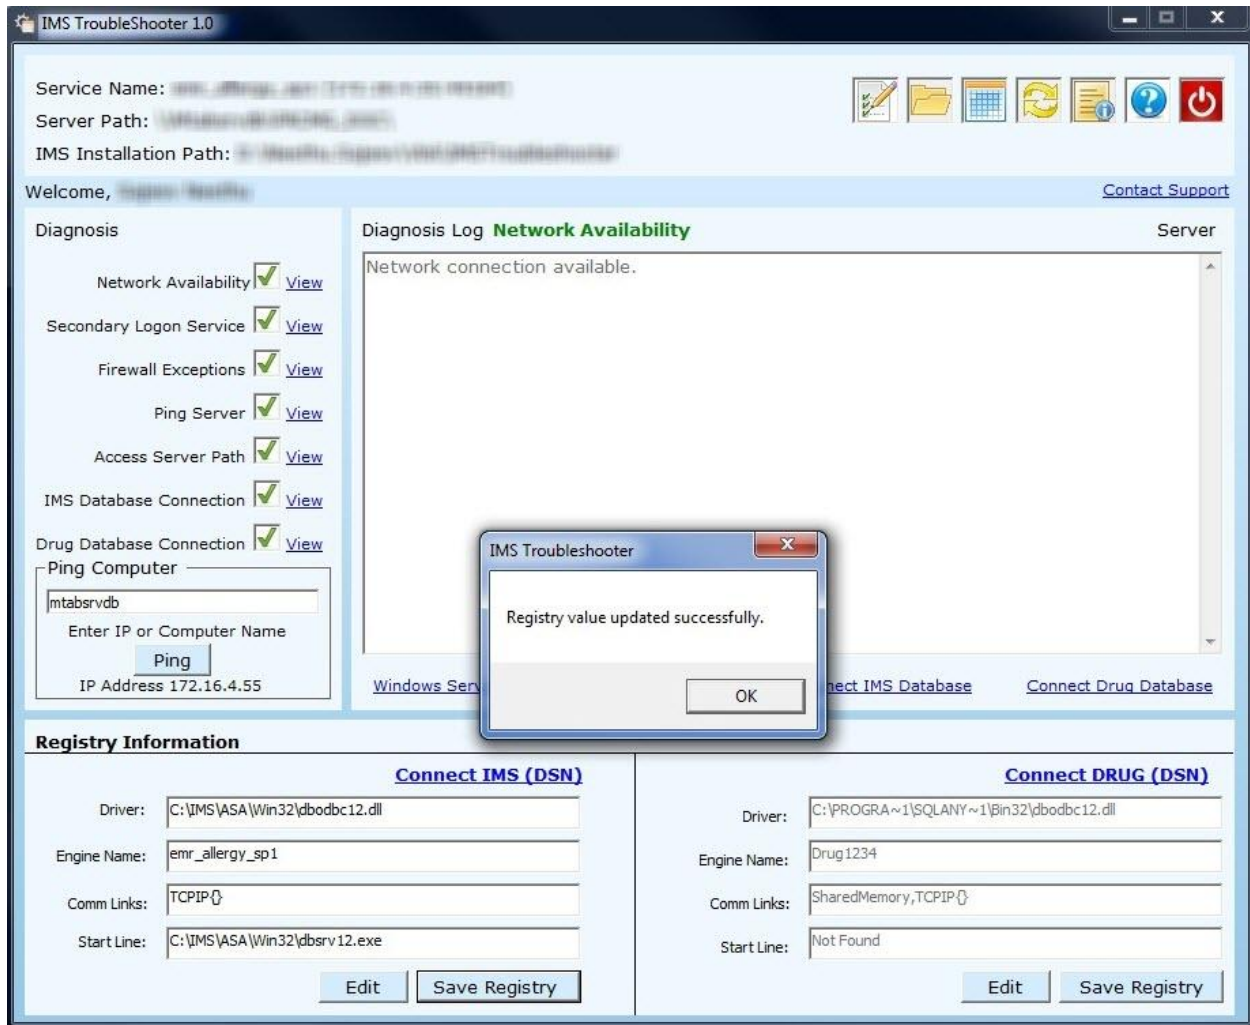 IMS TroubleShooter 1.0
Service Name:
Server Path:
IMS Installation Path:
Welcome,
Contact Support
Diagnosis
Network Availability View
Secondary Logon Service View
Firewall Exceptions View
Ping Server View
Access Server Path View
IMS Database Connection View
Drug Database Connection View
Ping Computer
mtabsrvdb
Enter IP or Computer Name
Ping
IP Address 172.16.4.55
Diagnosis Log Network Availability Server
Network connection available.
IMS Troubleshooter
Registry value updated successfully.
OK
Windows Serv
nect IMS Database
Connect Drug Database
Registry Information
Connect IMS (DSN)
Driver: C:\IMS\ASA\Win32\dbodbc12.dll
Engine Name: emr_allergy_sp1
Comm Links: TCPIP{}
Start Line: C:\IMS\ASA\Win32\dbsrv12.exe
Edit Save Registry
Connect DRUG (DSN)
Driver: C:\PROGRA~1\SQLANY~1\Bin32\dbodbc12.dll
Engine Name: Drug1234
Comm Links: SharedMemory,TCPIP{}
Start Line: Not Found
Edit Save Registry